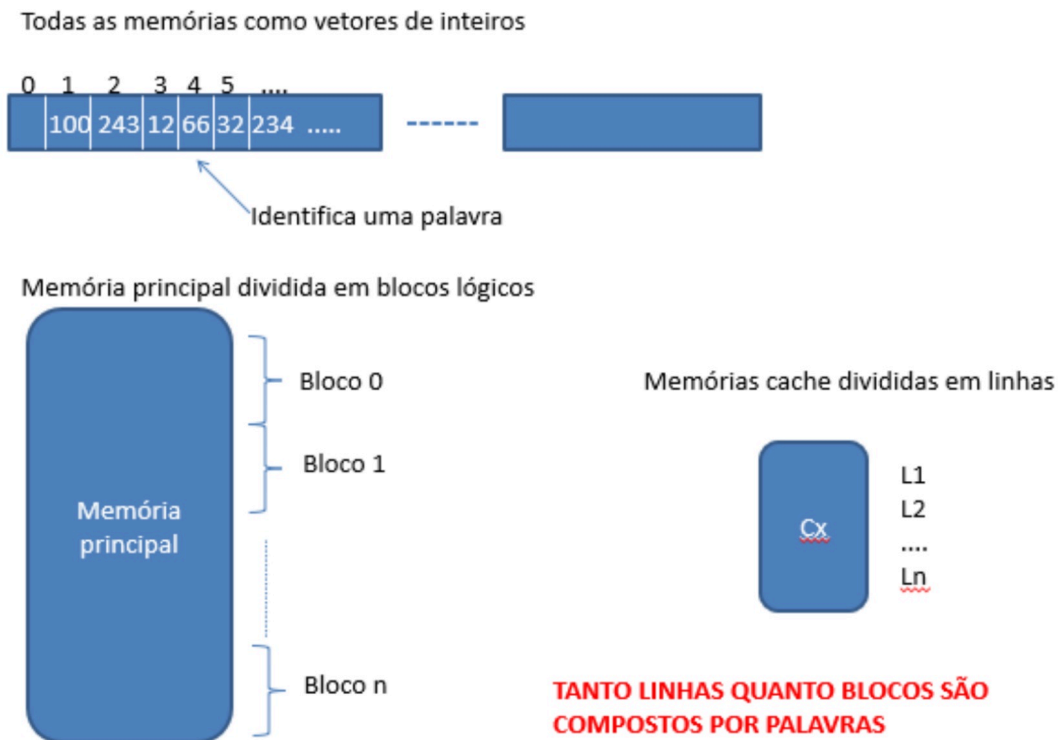 Todas as memórias como vetores de inteiros
0 1 2 3 4 5 ....
100 243 12 66 32 234 .....
Identifica uma palavra
Memória principal dividida em blocos lógicos
Bloco 0
Memórias cache divididas em linhas
Bloco 1
L1
Memória
principal
L2
Cx
....
Ln
Bloco n
TANTO LINHAS QUANTO BLOCOS SÃO
COMPOSTOS POR PALAVRAS